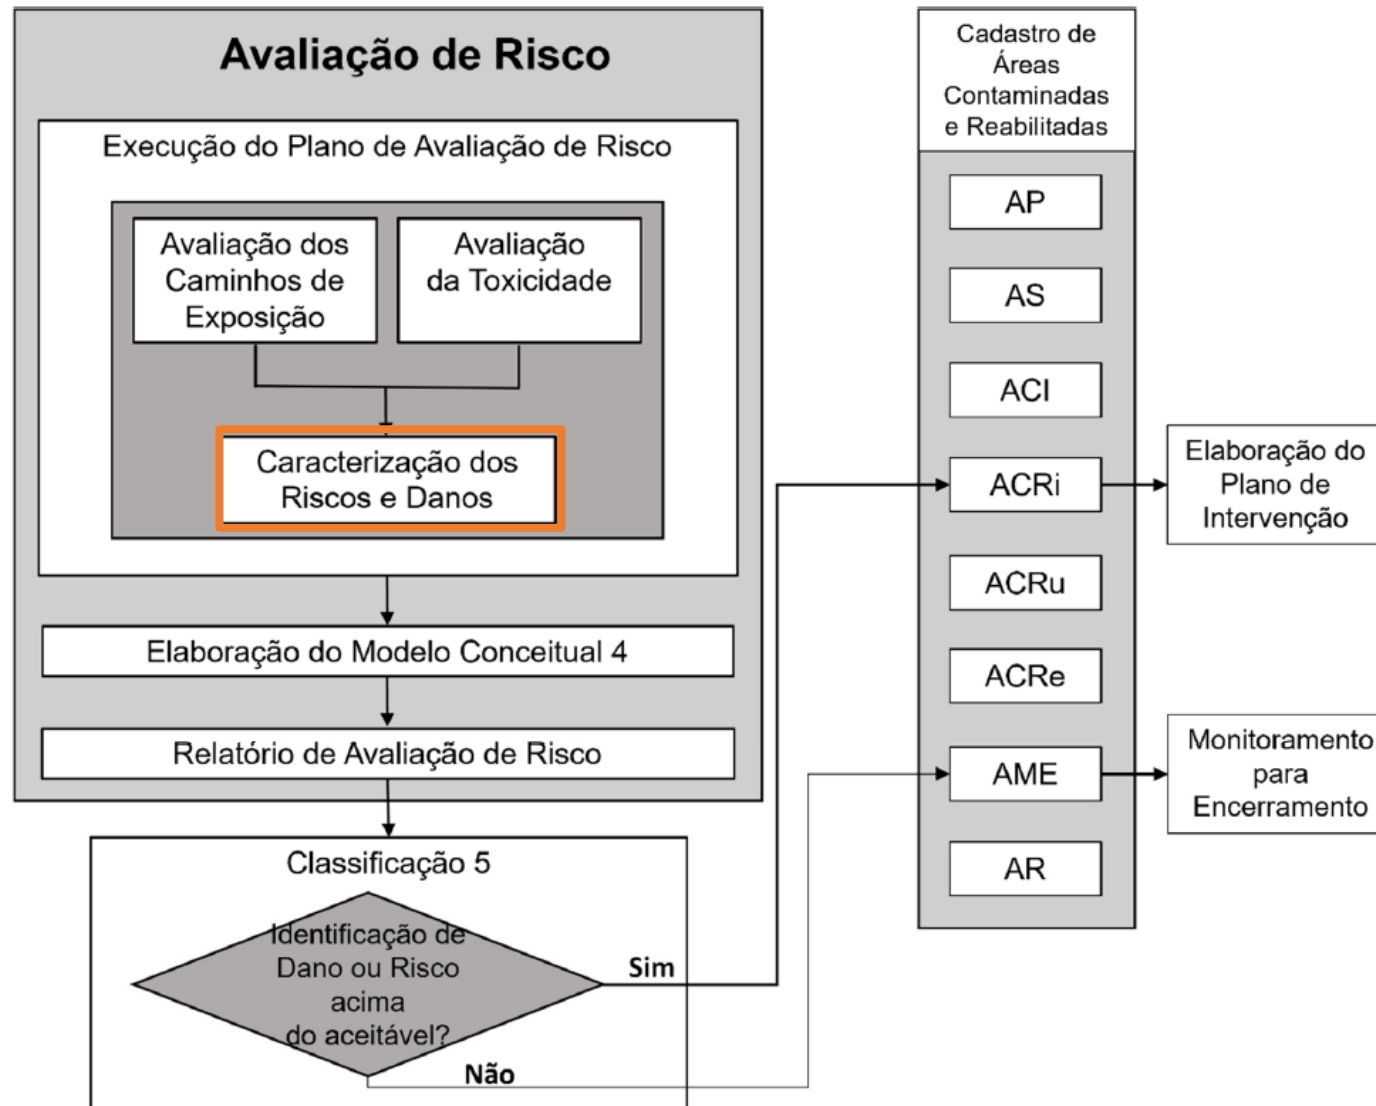 Avaliação de Risco
Execução do Plano de Avaliação de Risco
Avaliação dos
Caminhos de
Exposição
Avaliação
da Toxicidade
Caracterização dos
Riscos e Danos
Elaboração do Modelo Conceitual 4
Relatório de Avaliação de Risco
Classificação 5
Identificação de
Dano ou Risco
acima
do aceitável?
Sim
Não
Cadastro de
Áreas
Contaminadas
e Reabilitadas
AP
AS
ACI
ACRi
ACRu
ACRe
AME
AR
Elaboração do
Plano de
Intervenção
Monitoramento
para
Encerramento